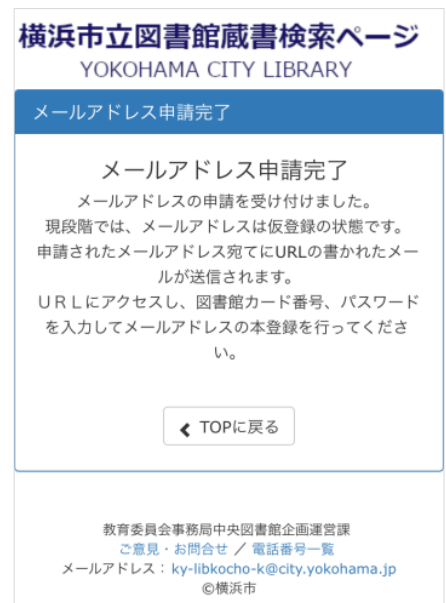 横浜市立図書館蔵書検索ページ
YOKOHAMA CITY LIBRARY
メールアドレス申請完了
メールアドレス申請完了
メールアドレスの申請を受け付けました。
現段階では、メールアドレスは仮登録の状態です。
申請されたメールアドレス宛てにURLの書かれたメー
ルが送信されます。
ＵＲＬにアクセスし、図書館カード番号、パスワード
を入力してメールアドレスの本登録を行ってくださ
い。
TOPに戻る
教育委員会事務局中央図書館企画運営課
ご意見・お問合せ ／ 電話番号一覧
メールアドレス：ky-libkocho-k@city.yokohama.jp
©横浜市